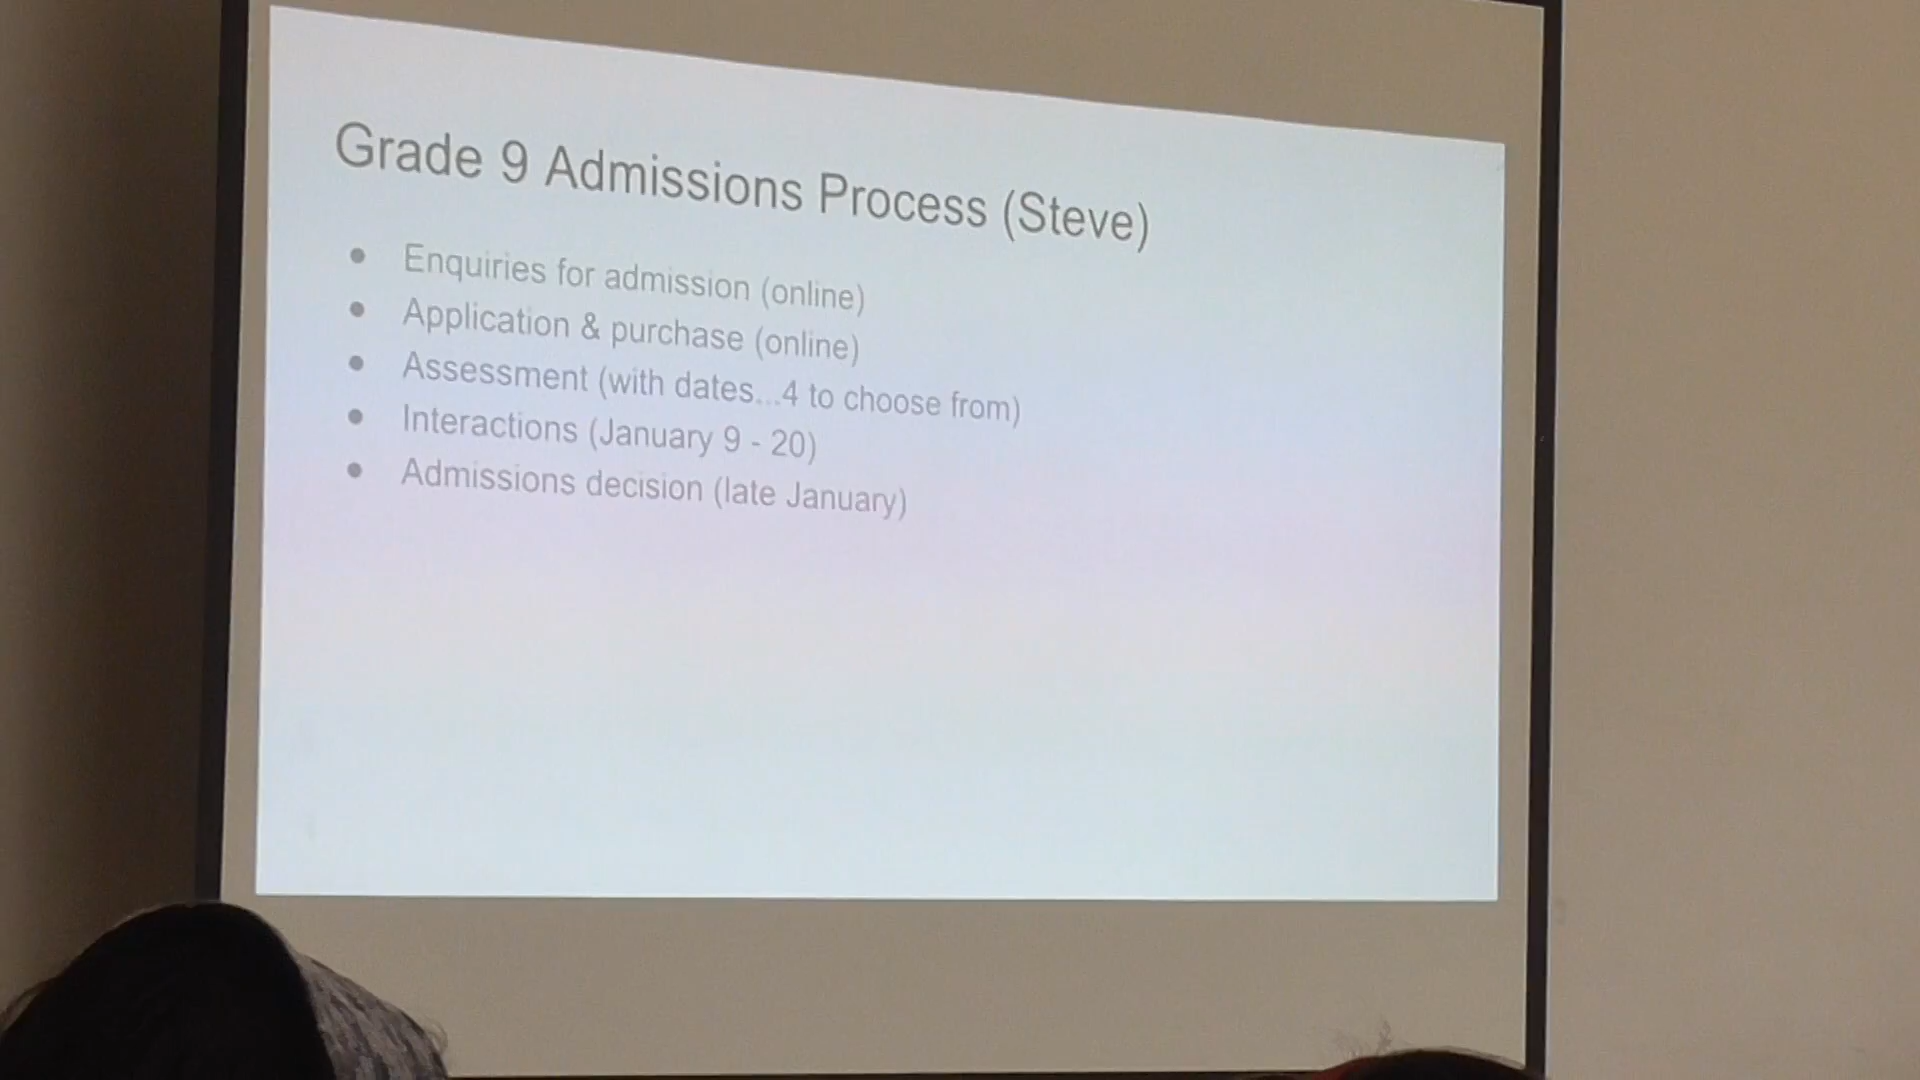 Grade 9 Admissions Process (Steve)
● Enquiries for admission (online)
● Application & purchase (online)
● Assessment (with dates...4 to choose from)
● Interactions (January 9 - 20)
● Admissions decision (late January)